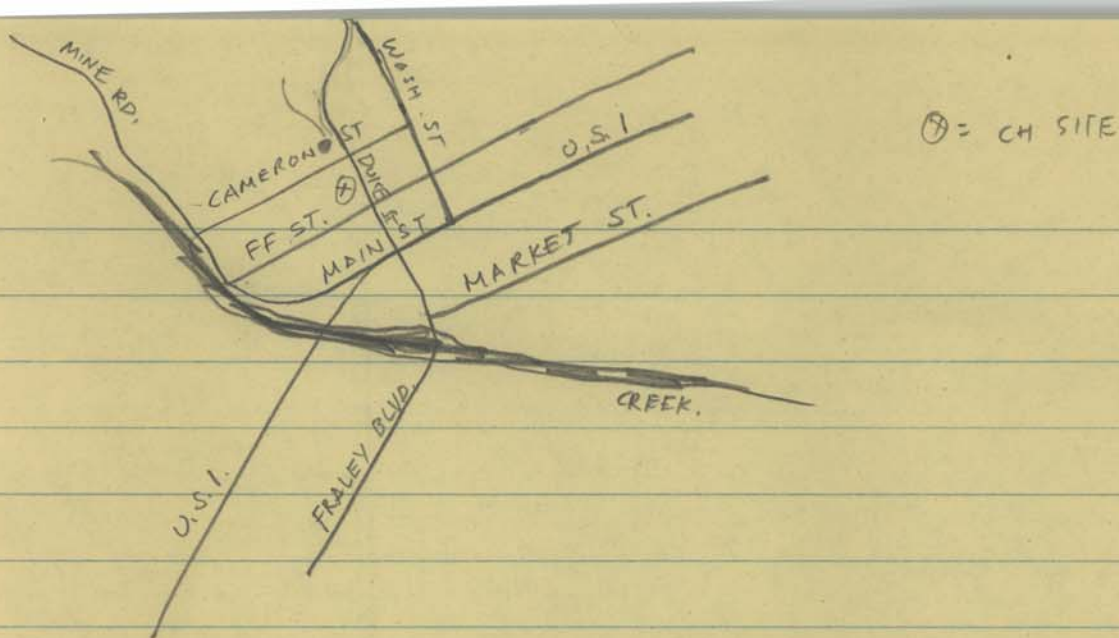 MINE RD.
WASH. ST
CAMERON ST
DUKE ST
U.S. 1
ⓧ = CH SITE
FF ST.
MAIN ST
MARKET ST.
CREEK.
U.S. 1.
FRALEY BLVD.